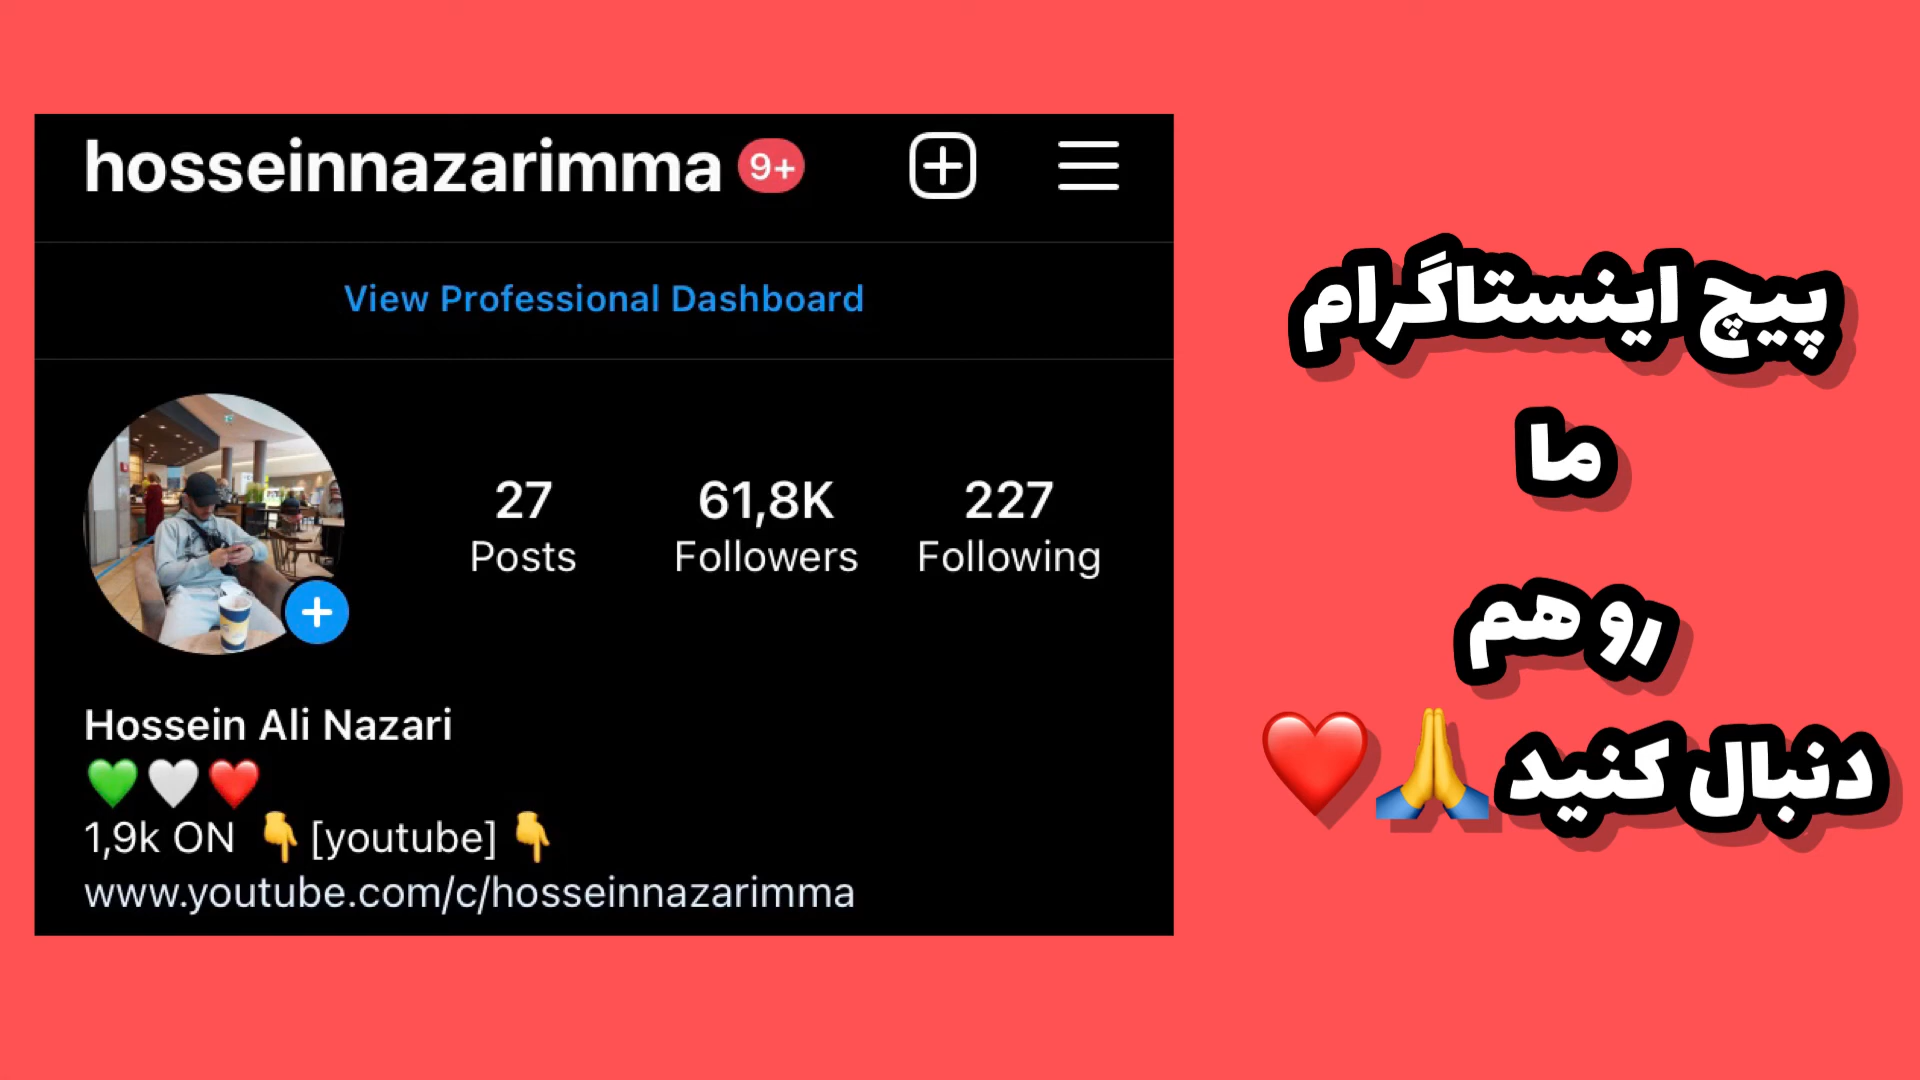 hosseinnazarimma 9+
View Professional Dashboard
27 61,8K 227
Posts Followers Following
Hossein Ali Nazari
💚🤍❤️
1,9k ON 👇 [youtube] 👇
www.youtube.com/c/hosseinnazarimma
پیج اینستاگرام
ما
رو هم
دنبال کنید🙏❤️